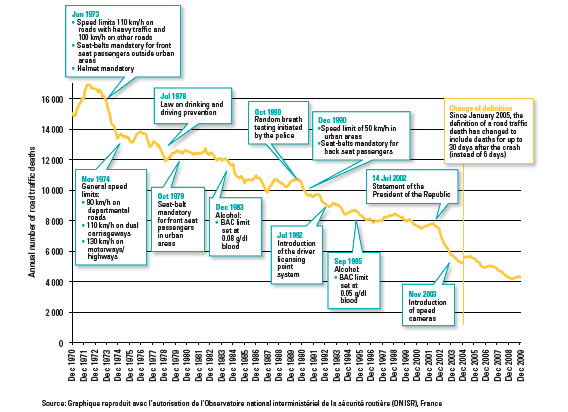 Jun 1973
• Speed limits 110 km/h on
roads with heavy traffic and
100 km/h on other roads
• Seat-belts mandatory for front
seat passengers outside urban
areas
• Helmet mandatory
Jul 1978
Law on drinking and
driving prevention
Oct 1990
Random breath
testing initiated
by the police
Dec 1990
•Speed limit of 50 km/h in
urban areas
•Seat-belts mandatory for
back seat passengers
Change of definition
Since January 2005, the
definition of a road traffic
death has changed to
include deaths for up to
30 days after the crash
(instead of 6 days)
14 Jul 2002
Statement of the
President of the Republic
Nov 1974
General speed
limits:
• 90 km/h on
departmental
roads
• 110 km/h on dual
carriageways
• 130 km/h on
motorways/
highways
Oct 1979
Seat-belt
mandatory
for front seat
passengers
in urban
areas
Dec 1983
Alcohol:
• BAC limit
set at
0.08 g/dl
blood
Jul 1992
Introduction
of the driver
licensing
point
system
Sep 1995
Alcohol:
• BAC limit
set at
0.05 g/dl
blood
Nov 2003
Introduction
of speed
cameras
Annual number of road traffic deaths
16 000
14 000
12 000
10 000
8 000
6 000
4 000
2 000
0
Dec 1970
Dec 1971
Dec 1972
Dec 1973
Dec 1974
Dec 1975
Dec 1976
Dec 1977
Dec 1978
Dec 1979
Dec 1980
Dec 1981
Dec 1982
Dec 1983
Dec 1984
Dec 1985
Dec 1986
Dec 1987
Dec 1988
Dec 1989
Dec 1990
Dec 1991
Dec 1992
Dec 1993
Dec 1994
Dec 1995
Dec 1996
Dec 1997
Dec 1998
Dec 1999
Dec 2000
Dec 2001
Dec 2002
Dec 2003
Dec 2004
Dec 2005
Dec 2006
Dec 2007
Dec 2008
Dec 2009
Source: Graphique reproduit avec l'autorisation de l'Observatoire national interministériel de la sécurité routière (ONISR), France